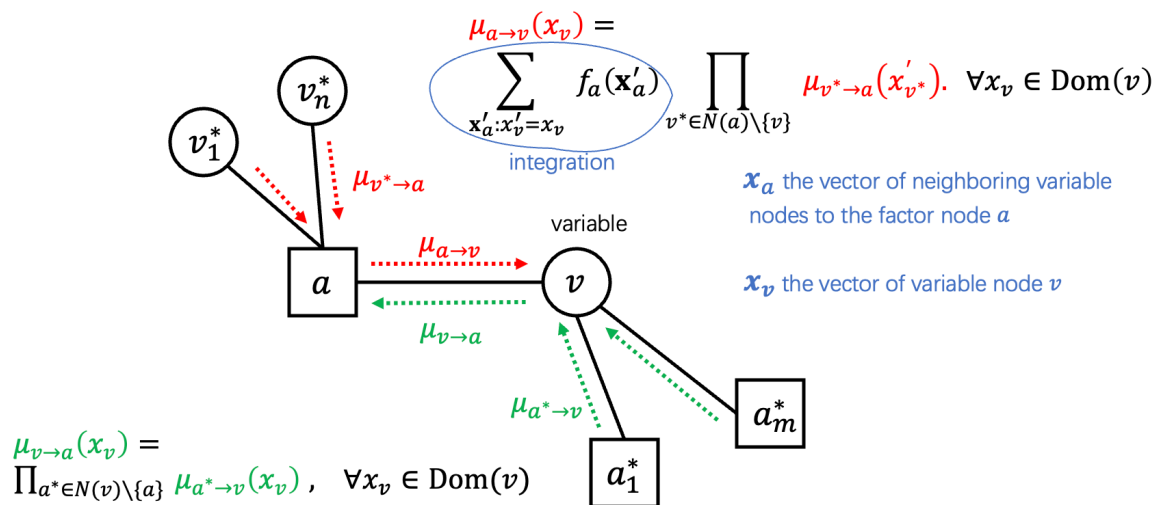 μ_{a→v}(x_v) =
∑_{𝐱′_a:x′_v=x_v} f_a(𝐱′_a) ∏_{v*∈N(a)\{v}} μ_{v*→a}(x′_{v*}). ∀x_v ∈ Dom(v)
integration
v*_n
v*_1
μ_{v*→a}
x_a the vector of neighboring variable
nodes to the factor node a
variable
μ_{a→v}
a
v
x_v the vector of variable node v
μ_{v→a}
μ_{a*→v}
a*_m
μ_{v→a}(x_v) =
∏_{a*∈N(v)\{a}} μ_{a*→v}(x_v) , ∀x_v ∈ Dom(v)
a*_1